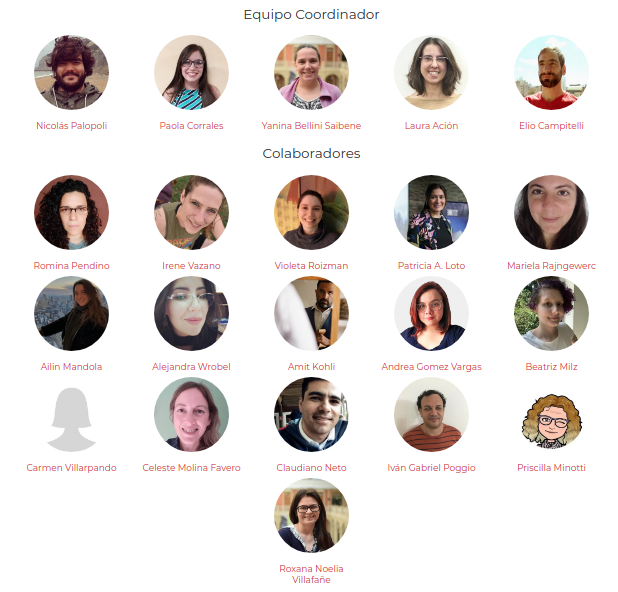 Equipo Coordinador
Nicolás Palopoli
Paola Corrales
Yanina Bellini Saibene
Laura Ación
Elio Campitelli
Colaboradores
Romina Pendino
Irene Vazano
Violeta Roizman
Patricia A. Loto
Mariela Rajngewerc
Ailin Mandola
Alejandra Wrobel
Amit Kohli
Andrea Gomez Vargas
Beatriz Milz
Carmen Villarpando
Celeste Molina Favero
Claudiano Neto
Iván Gabriel Poggio
Priscilla Minotti
Roxana Noelia
Villafañe